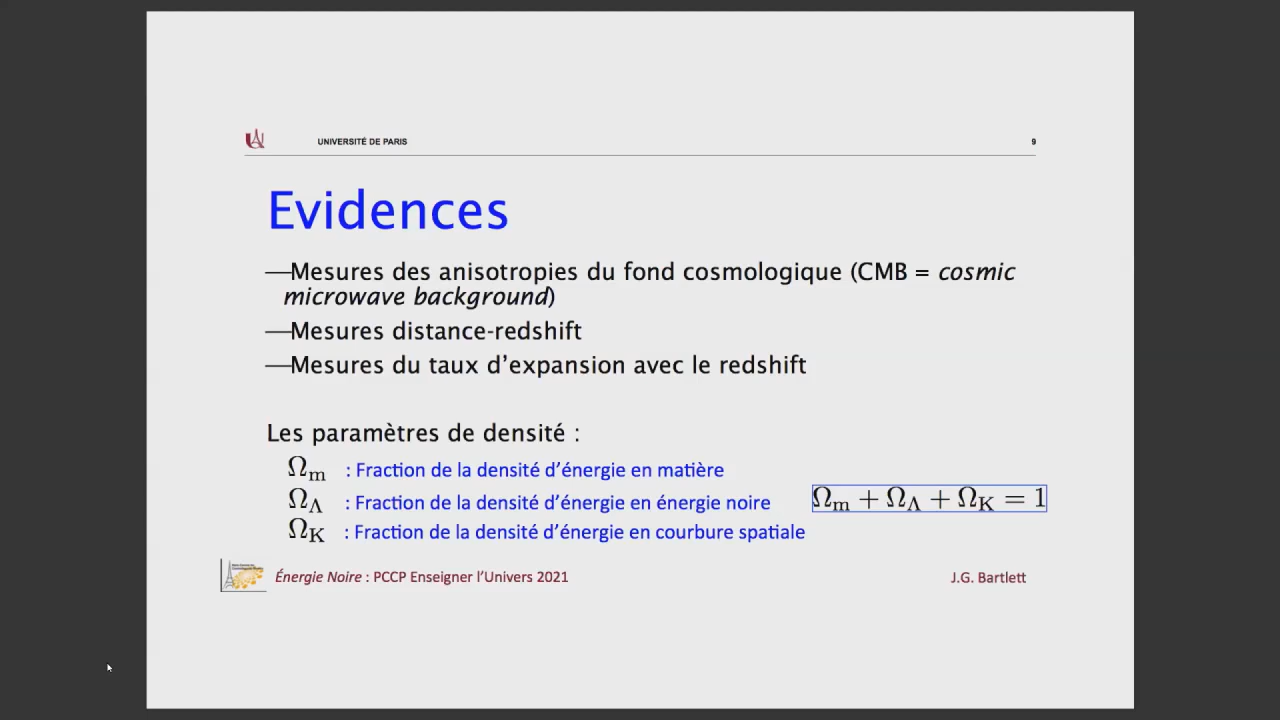 UNIVERSITÉ DE PARIS 9
Evidences
—Mesures des anisotropies du fond cosmologique (CMB = cosmic
microwave background)
—Mesures distance-redshift
—Mesures du taux d’expansion avec le redshift
Les paramètres de densité :
Ωm : Fraction de la densité d’énergie en matière
ΩΛ : Fraction de la densité d’énergie en énergie noire
Ωm + ΩΛ + ΩK = 1
ΩK : Fraction de la densité d’énergie en courbure spatiale
Énergie Noire : PCCP Enseigner l’Univers 2021
J.G. Bartlett